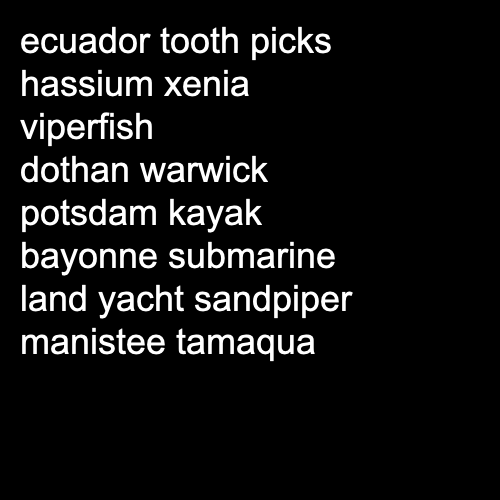 ecuador tooth picks
hassium xenia
viperfish
dothan warwick
potsdam kayak
bayonne submarine
land yacht sandpiper
manistee tamaqua